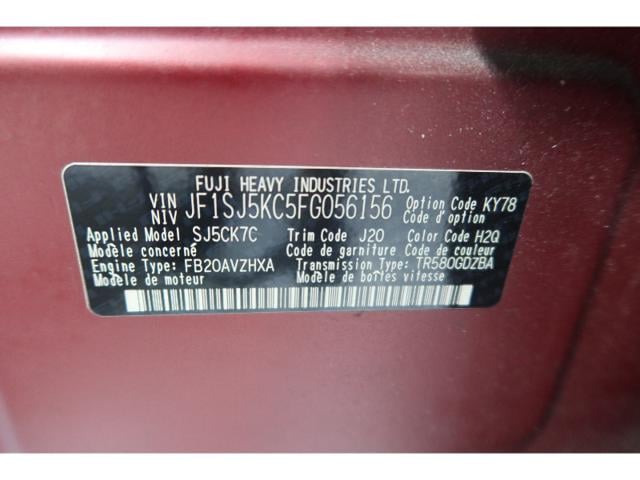 FUJI HEAVY INDUSTRIES LTD.
VIN NIV JF1SJ5KC5FG056156 Option Code KY78
Code d'option
Applied Model SJ5CK7C Trim Code J20 Color Code H2Q
Modèle concerné Code de garniture Code de couleur
Engine Type: FB20AVZHXA Transmission Type: TR580GDZBA
Modèle de moteur Modèle de boîtes vitesse